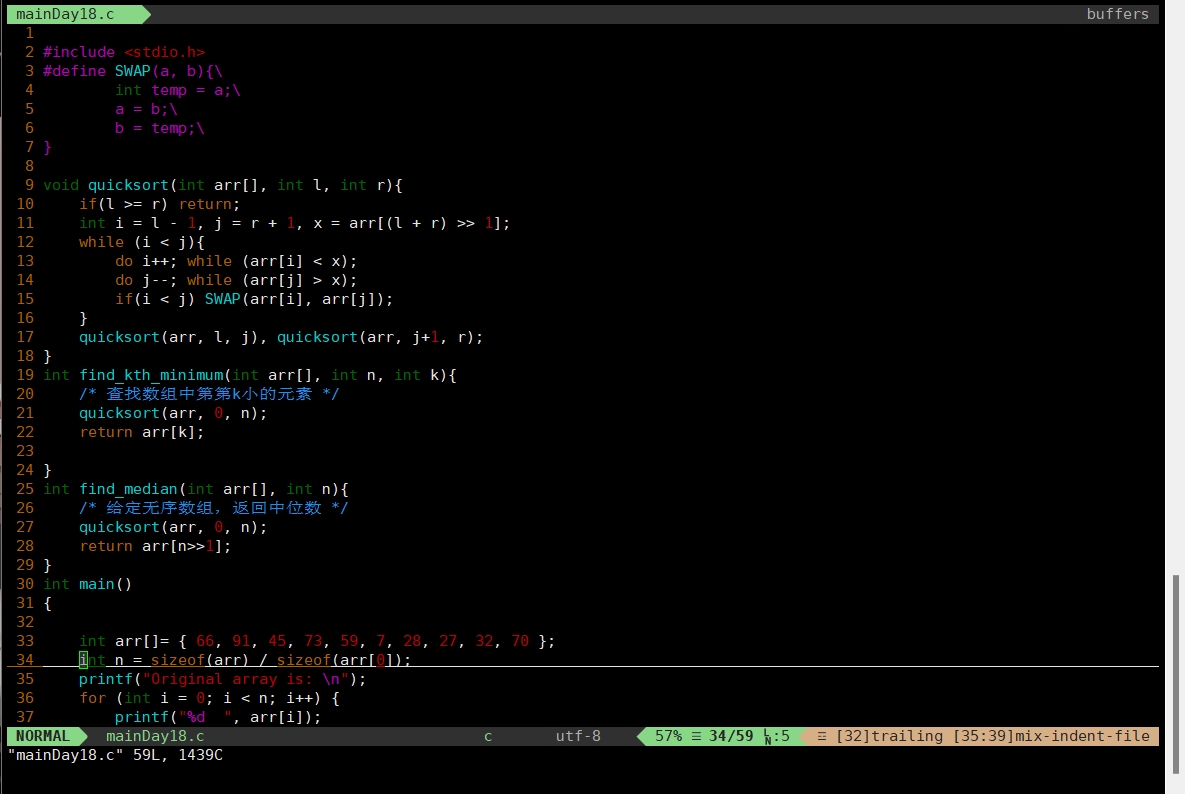 mainDay18.c buffers
1
2 #include <stdio.h>
3 #define SWAP(a, b){\
4         int temp = a;\
5         a = b;\
6         b = temp;\
7 }
8
9 void quicksort(int arr[], int l, int r){
10     if(l >= r) return;
11     int i = l - 1, j = r + 1, x = arr[(l + r) >> 1];
12     while (i < j){
13         do i++; while (arr[i] < x);
14         do j--; while (arr[j] > x);
15         if(i < j) SWAP(arr[i], arr[j]);
16     }
17     quicksort(arr, l, j), quicksort(arr, j+1, r);
18 }
19 int find_kth_minimum(int arr[], int n, int k){
20     /* 查找数组中第第k小的元素 */
21     quicksort(arr, 0, n);
22     return arr[k];
23
24 }
25 int find_median(int arr[], int n){
26     /* 给定无序数组，返回中位数 */
27     quicksort(arr, 0, n);
28     return arr[n>>1];
29 }
30 int main()
31 {
32
33     int arr[]= { 66, 91, 45, 73, 59, 7, 28, 27, 32, 70 };
34     int n = sizeof(arr) / sizeof(arr[0]);
35     printf("Original array is: \n");
36     for (int i = 0; i < n; i++) {
37         printf("%d  ", arr[i]);
NORMAL mainDay18.c c utf-8 57% ☰ 34/59 ␤:5 ☰ [32]trailing [35:39]mix-indent-file
"mainDay18.c" 59L, 1439C